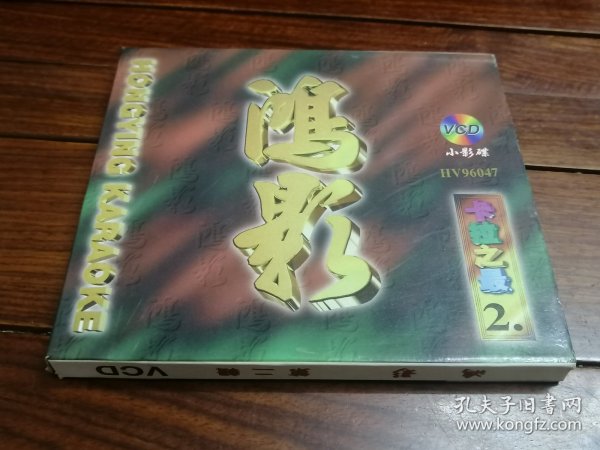 HONGYING KARAOKE
鴻影
VCD
小影碟
HV96047
卡拉之最
2.
鴻影 第二輯 VCD
孔夫子旧书网
www.kongfz.com